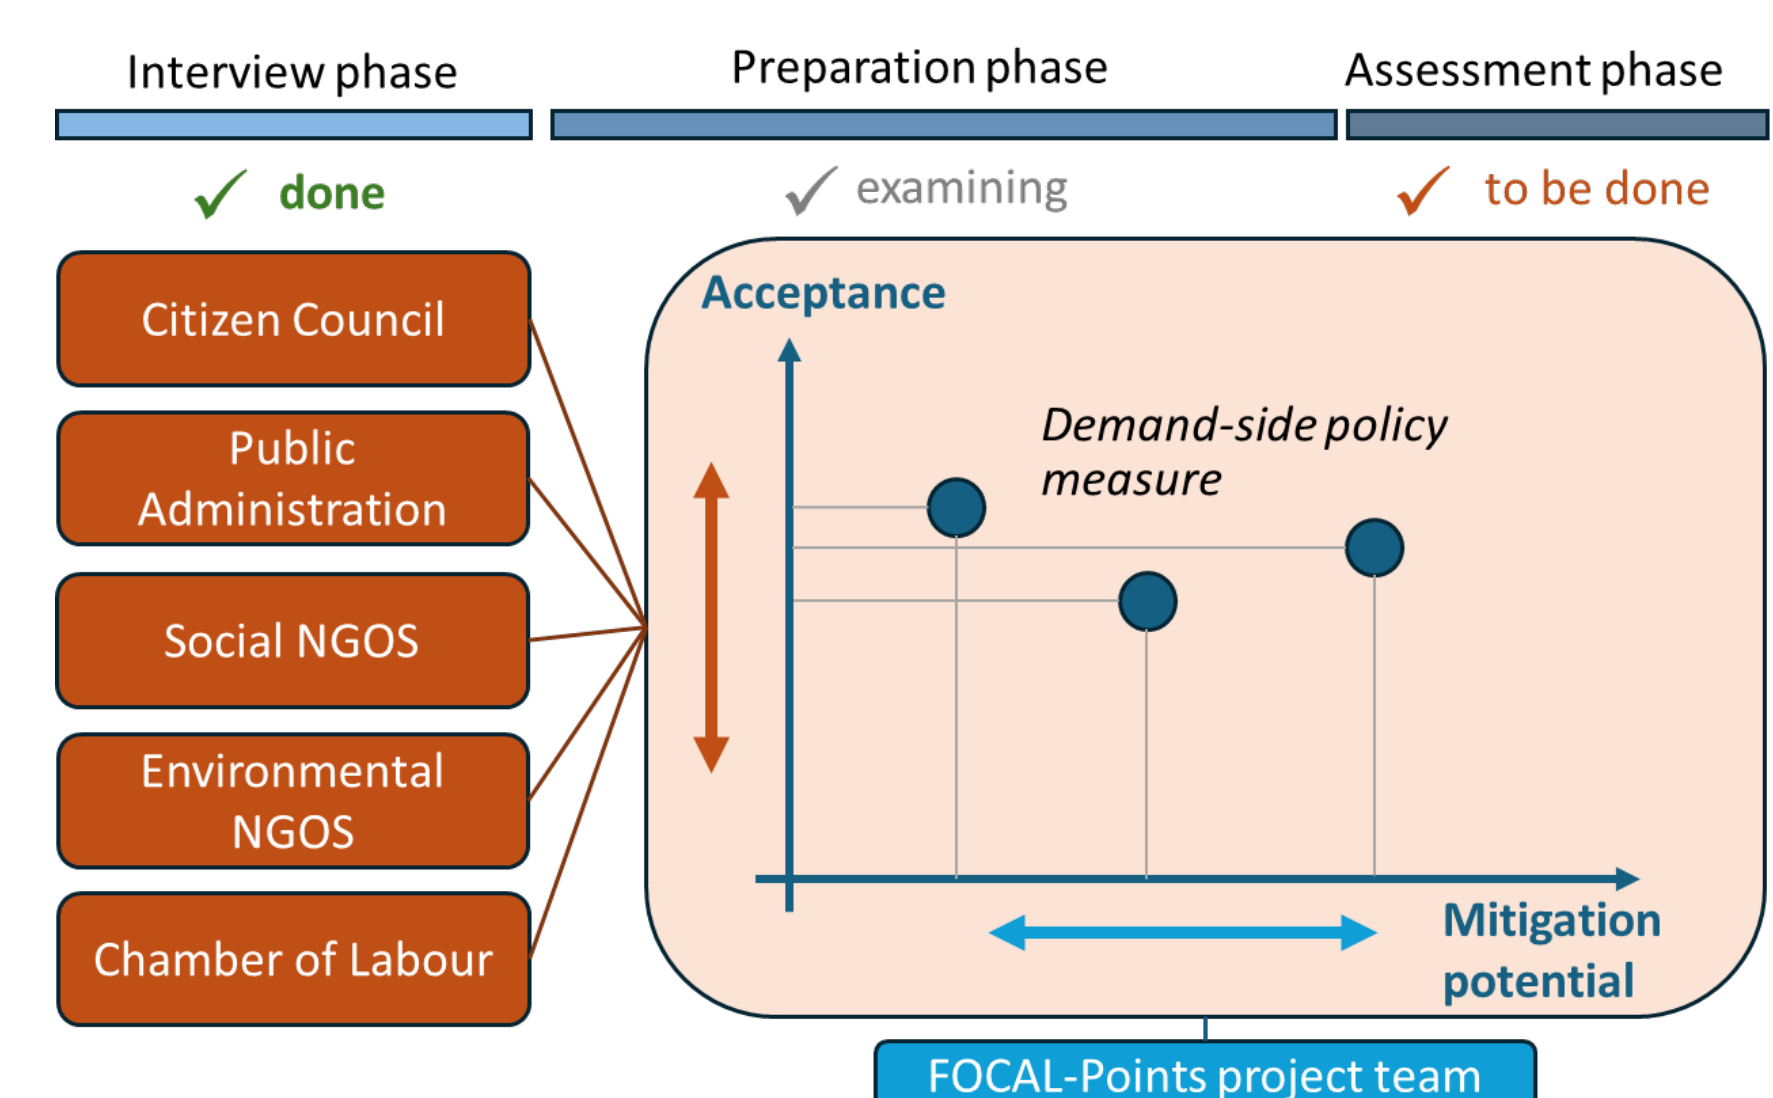 Interview phase
Preparation phase
Assessment phase
done
examining
to be done
Citizen Council
Public
Administration
Social NGOS
Environmental
NGOS
Chamber of Labour
Acceptance
Demand-side policy
measure
Mitigation
potential
FOCAL-Points project team